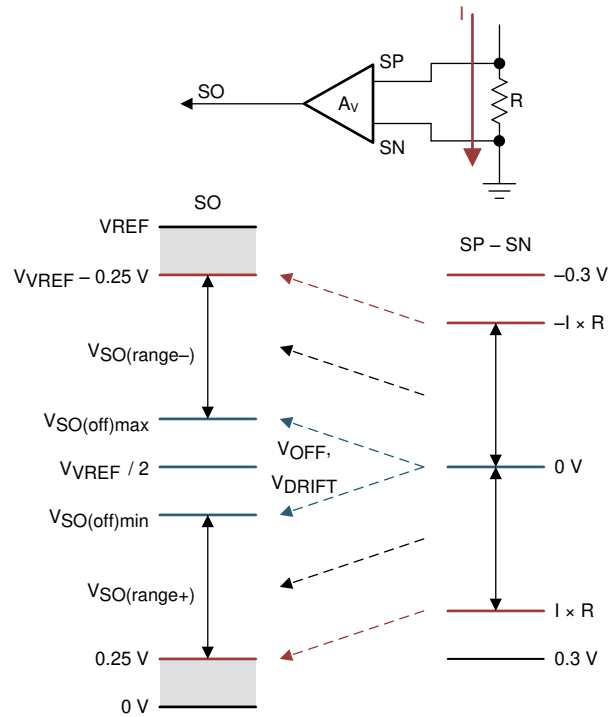 I
SP
SO
AV
R
SN
SO
VREF
SP – SN
VVREF – 0.25 V
–0.3 V
–I × R
VSO(range–)
VSO(off)max
VOFF,
VVREF / 2
0 V
VDRIFT
VSO(off)min
VSO(range+)
I × R
0.25 V
0.3 V
0 V